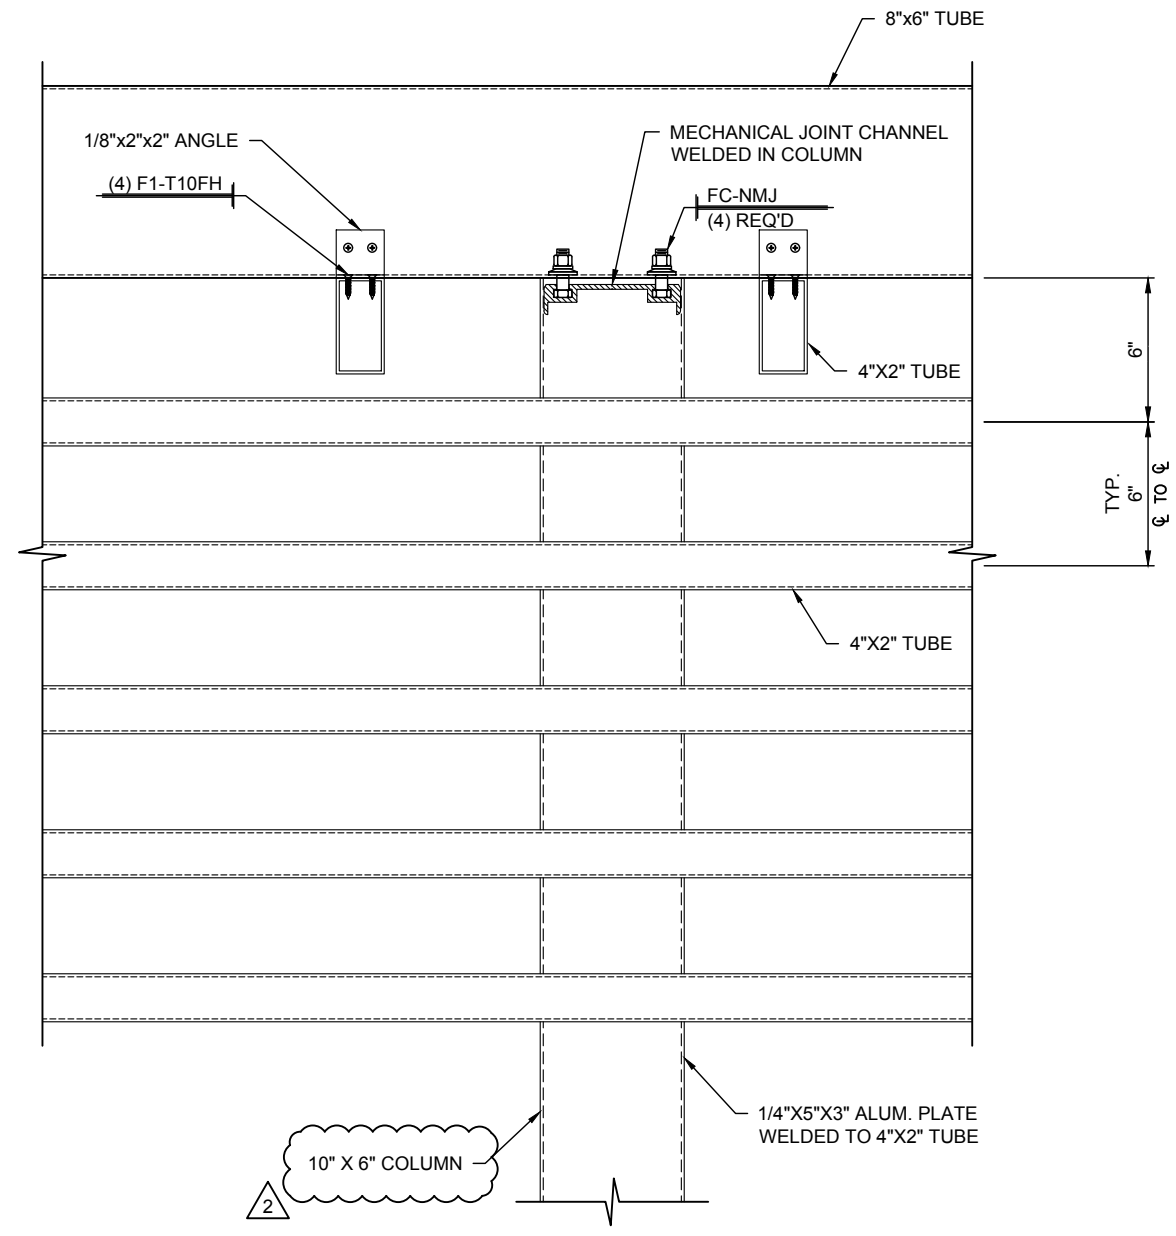 8"x6" TUBE
1/8"x2"x2" ANGLE
MECHANICAL JOINT CHANNEL
WELDED IN COLUMN
(4) F1-T10FH
FC-NMJ
(4) REQ'D
6"
4"X2" TUBE
TYP.
6"
℄ TO ℄
4"X2" TUBE
1/4"X5"X3" ALUM. PLATE
WELDED TO 4"X2" TUBE
10" X 6" COLUMN
2